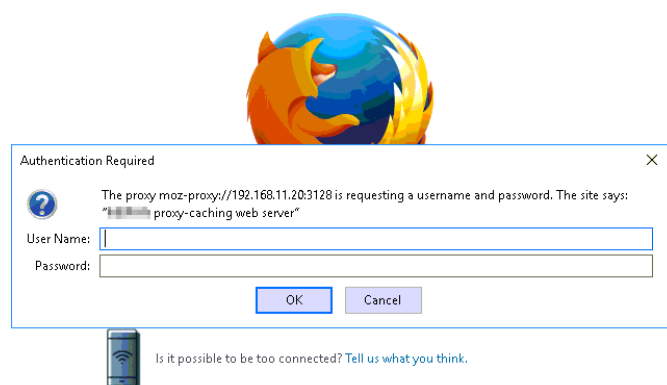 Authentication Required
The proxy moz-proxy://192.168.11.20:3128 is requesting a username and password. The site says:
" proxy-caching web server"
User Name:
Password:
OK
Cancel
Is it possible to be too connected? Tell us what you think.